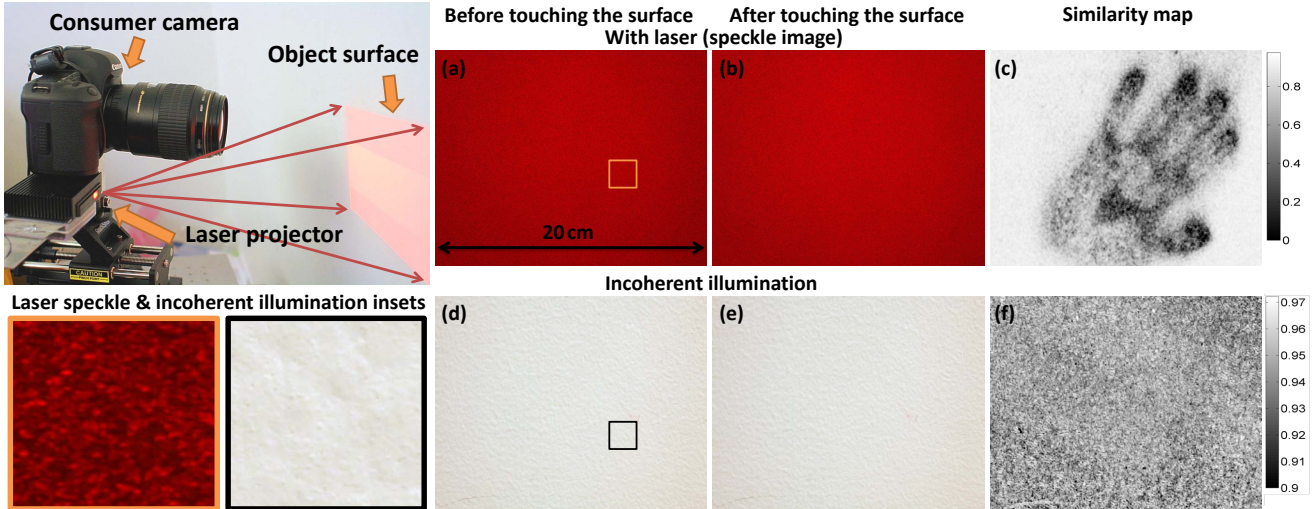 Consumer camera
Object surface
Laser projector
CAUTION
Before touching the surface
After touching the surface
Similarity map
With laser (speckle image)
(a)
(b)
(c)
20 cm
0.8
0.6
0.4
0.2
0
Laser speckle & incoherent illumination insets
Incoherent illumination
(d)
(e)
(f)
0.97
0.96
0.95
0.94
0.93
0.92
0.91
0.9